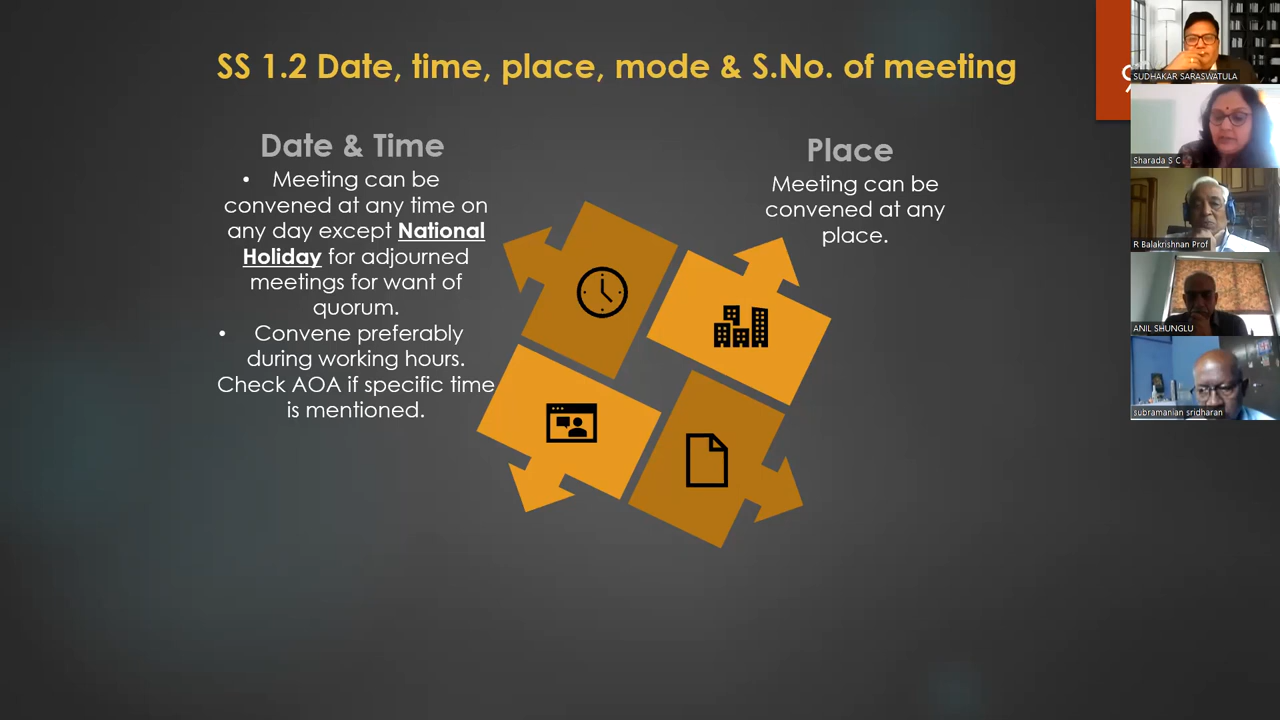 SS 1.2 Date, time, place, mode & S.No. of meeting
Date & Time
• Meeting can be
convened at any time on
any day except National
Holiday for adjourned
meetings for want of
quorum.
• Convene preferably
during working hours.
Check AOA if specific time
is mentioned.
Place
Meeting can be
convened at any
place.
SUDHAKAR SARASWATULA
Sharada S C
R Balakrishnan Prof
ANIL SHUNGLU
subramanian sridharan